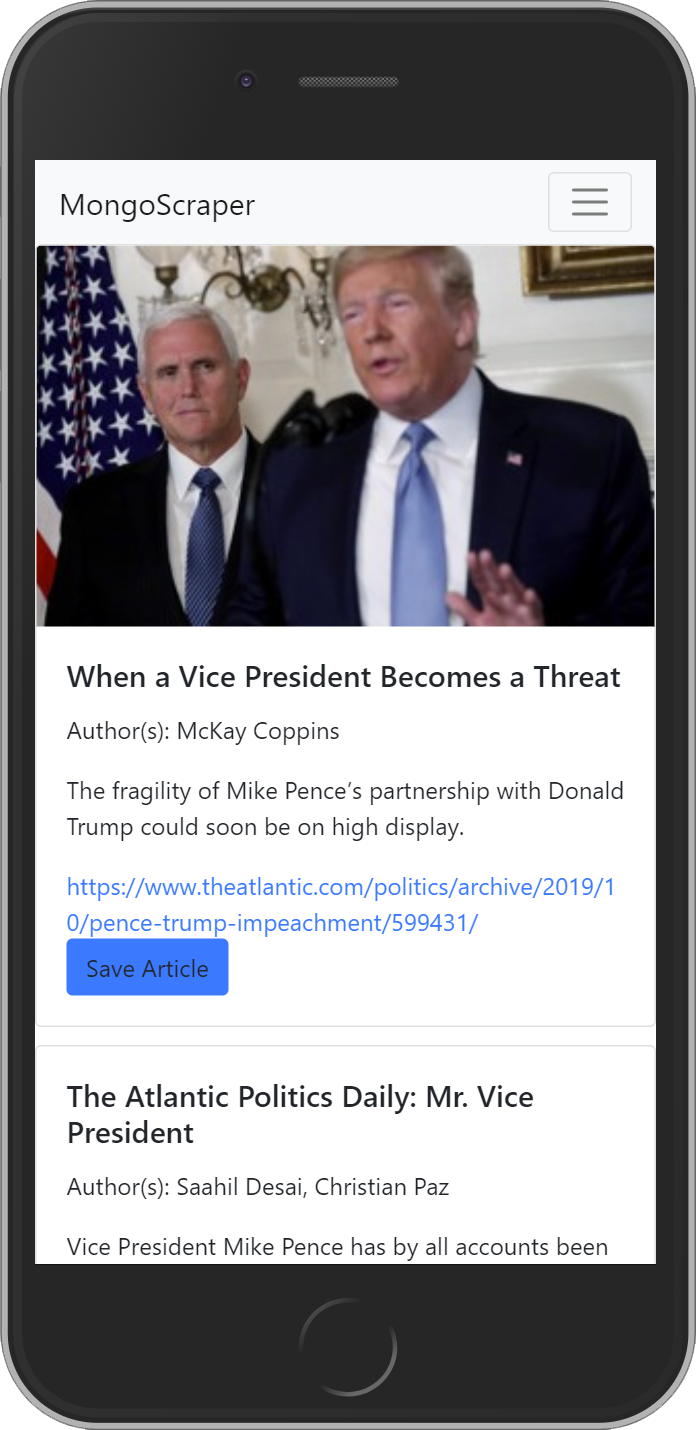 MongoScraper
When a Vice President Becomes a Threat
Author(s): McKay Coppins
The fragility of Mike Pence’s partnership with Donald
Trump could soon be on high display.
https://www.theatlantic.com/politics/archive/2019/1
0/pence-trump-impeachment/599431/
Save Article
The Atlantic Politics Daily: Mr. Vice
President
Author(s): Saahil Desai, Christian Paz
Vice President Mike Pence has by all accounts been